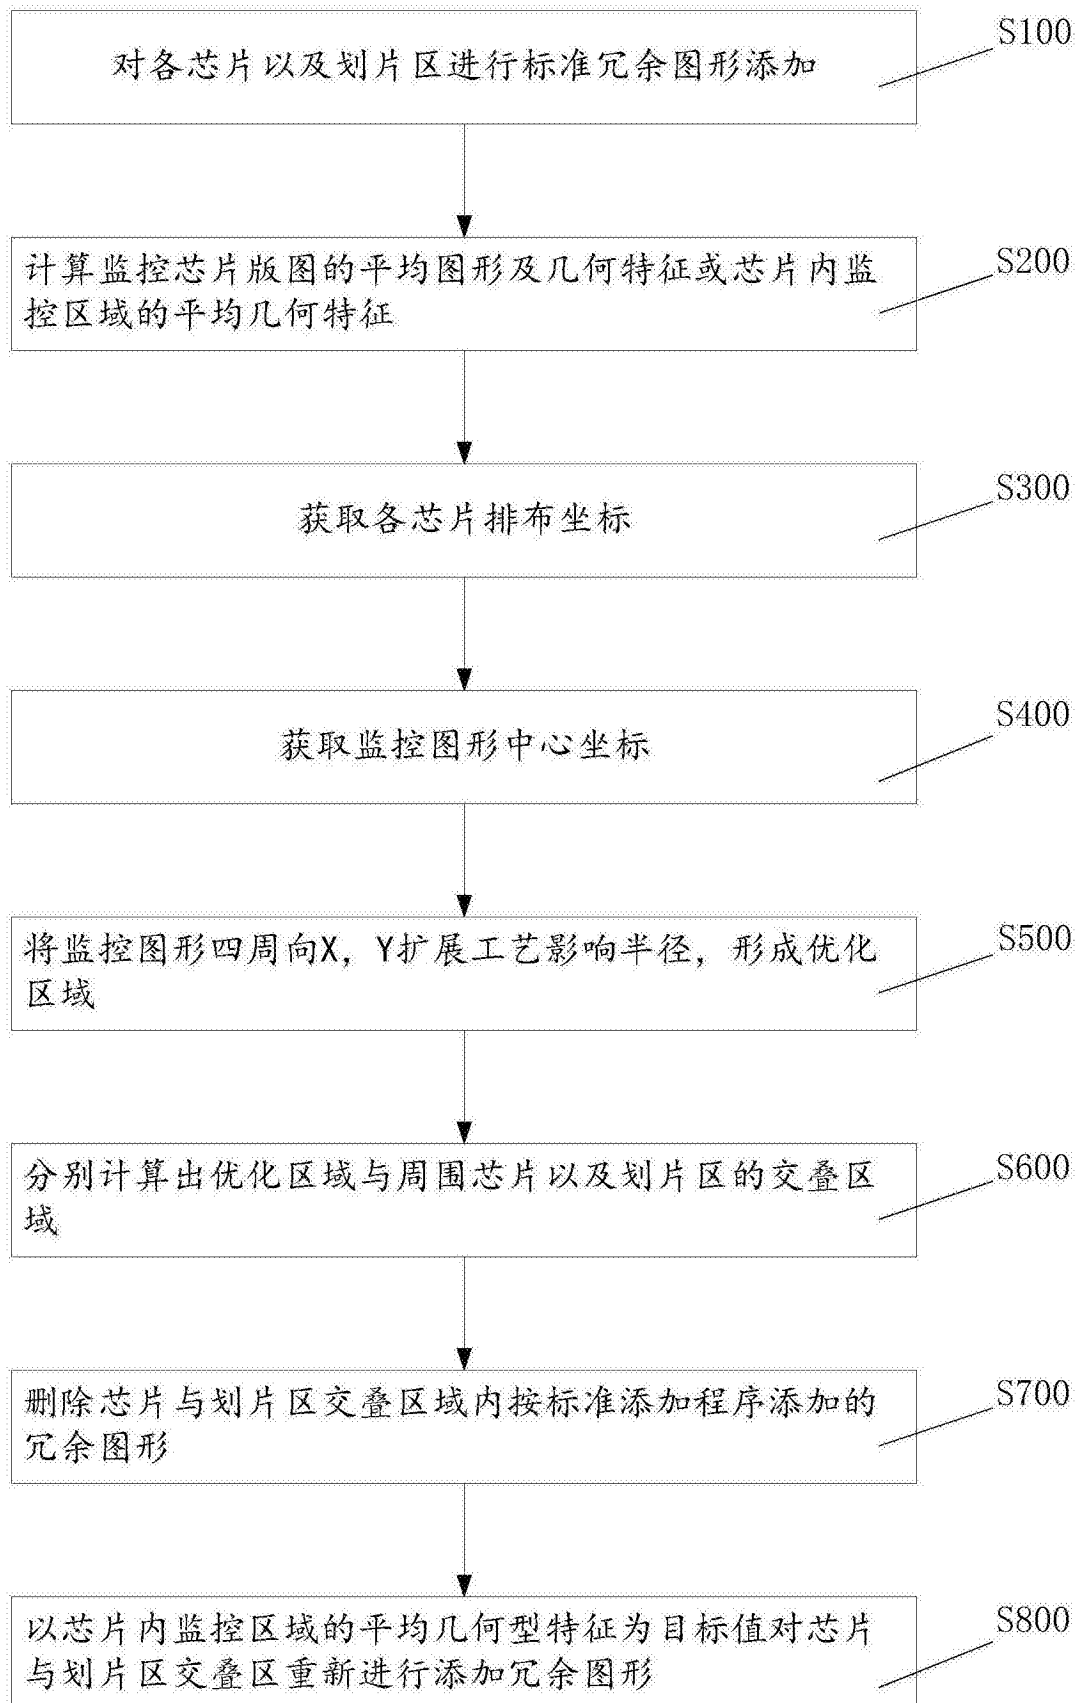 S100
对各芯片以及划片区进行标准冗余图形添加
S200
计算监控芯片版图的平均图形及几何特征或芯片内监
控区域的平均几何特征
S300
获取各芯片排布坐标
S400
获取监控图形中心坐标
S500
将监控图形四周向X，Y扩展工艺影响半径，形成优化
区域
S600
分别计算出优化区域与周围芯片以及划片区的交叠区
域
S700
删除芯片与划片区交叠区域内按标准添加程序添加的
冗余图形
S800
以芯片内监控区域的平均几何型特征为目标值对芯片
与划片区交叠区重新进行添加冗余图形